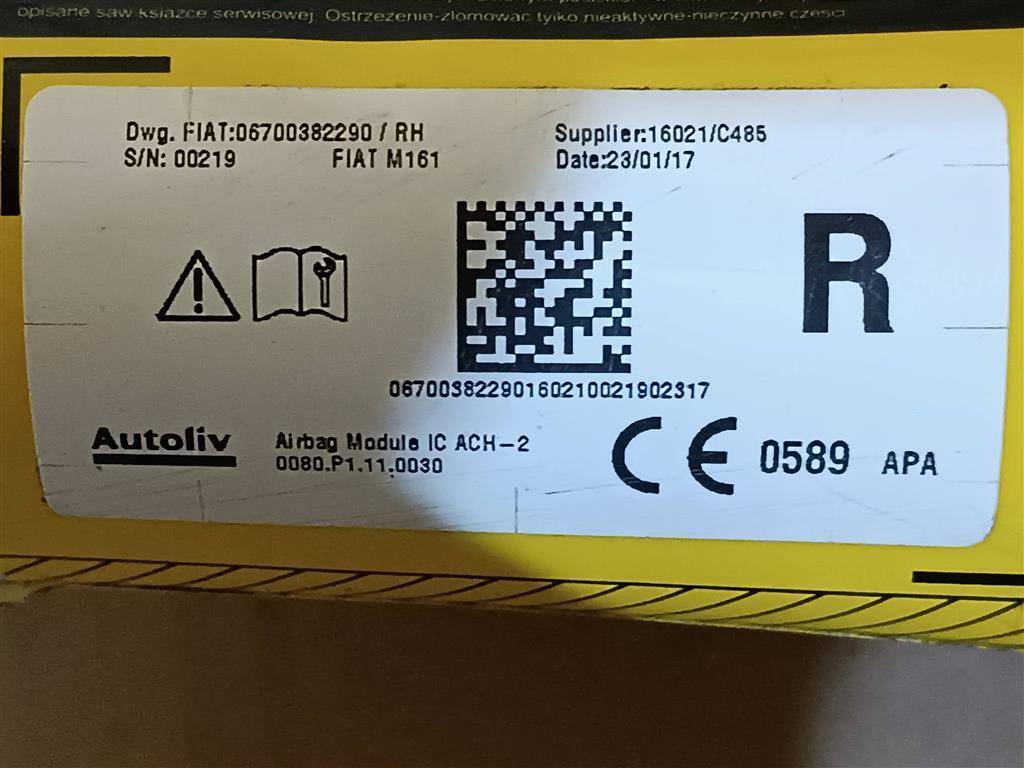 opisane saw ksiazce serwisowej. Ostrzezenie-zlomowac tylko nieaktywne-nieczynne czesci
Dwg. FIAT:06700382290 / RH
Supplier:16021/C485
S/N: 00219
FIAT M161
Date:23/01/17
R
06700382290160210021902317
Autoliv
Airbag Module IC ACH-2
0080.P1.11.0030
CE 0589 APA